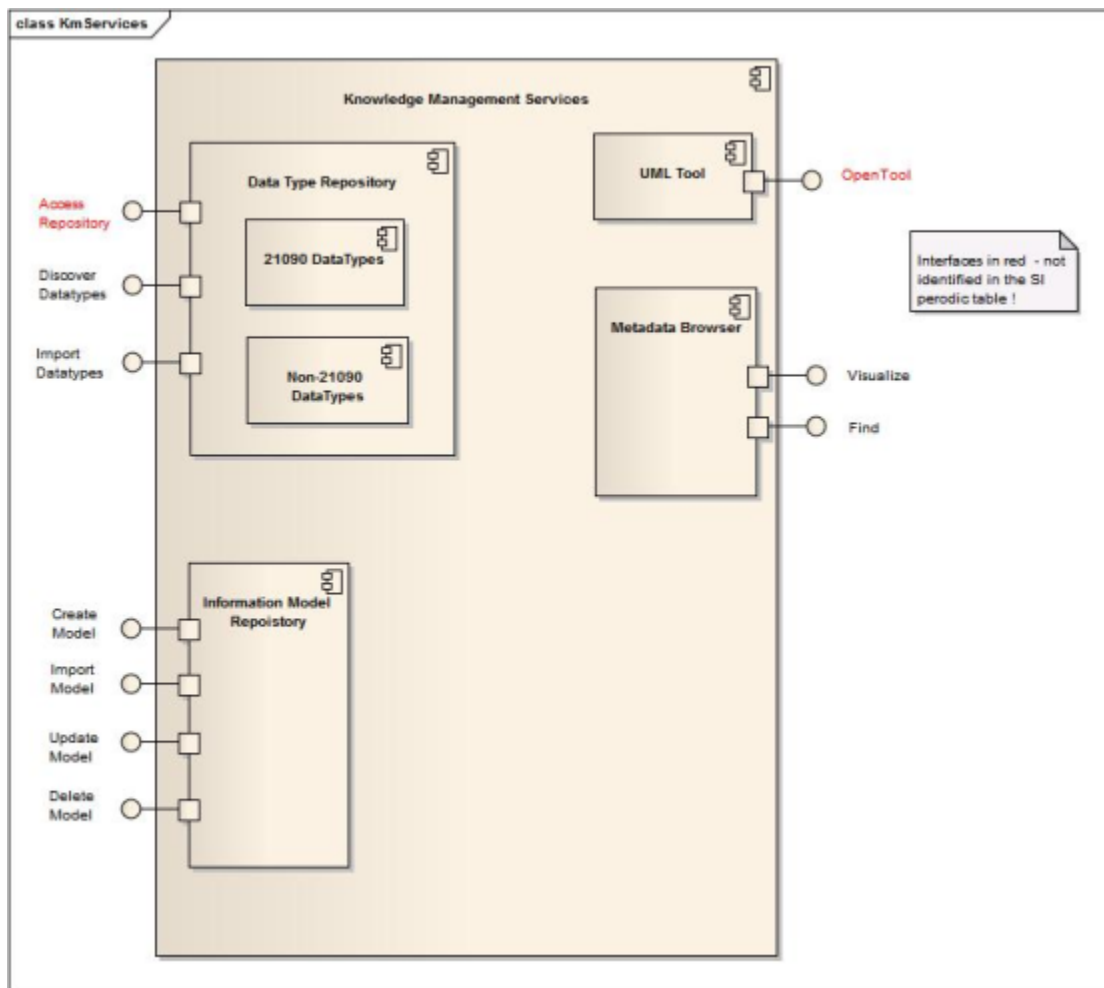 class KmServices
Knowledge Management Services
Data Type Repository
Access
Repository
21090 DataTypes
Discover
Datatypes
Import
Datatypes
Non-21090
DataTypes
UML Tool
OpenTool
Interfaces in red - not
identified in the SI
perodic table !
Metadata Browser
Visualize
Find
Information Model
Repoistory
Create
Model
Import
Model
Update
Model
Delete
Model